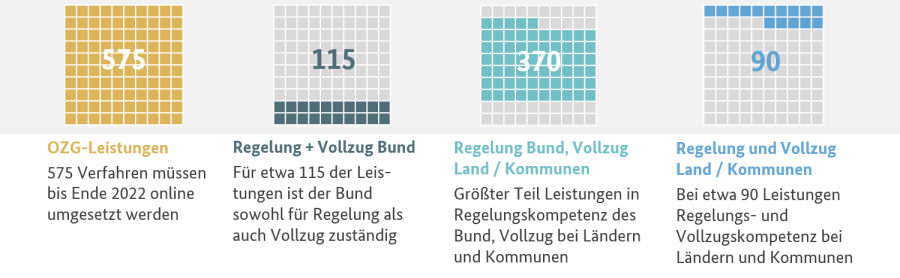 575
115
370
90
OZG-Leistungen
575 Verfahren müssen
bis Ende 2022 online
umgesetzt werden
Regelung + Vollzug Bund
Für etwa 115 der Leis-
tungen ist der Bund
sowohl für Regelung als
auch Vollzug zuständig
Regelung Bund, Vollzug
Land / Kommunen
Größter Teil Leistungen in
Regelungskompetenz des
Bund, Vollzug bei Ländern
und Kommunen
Regelung und Vollzug
Land / Kommunen
Bei etwa 90 Leistungen
Regelungs- und
Vollzugskompetenz bei
Ländern und Kommunen